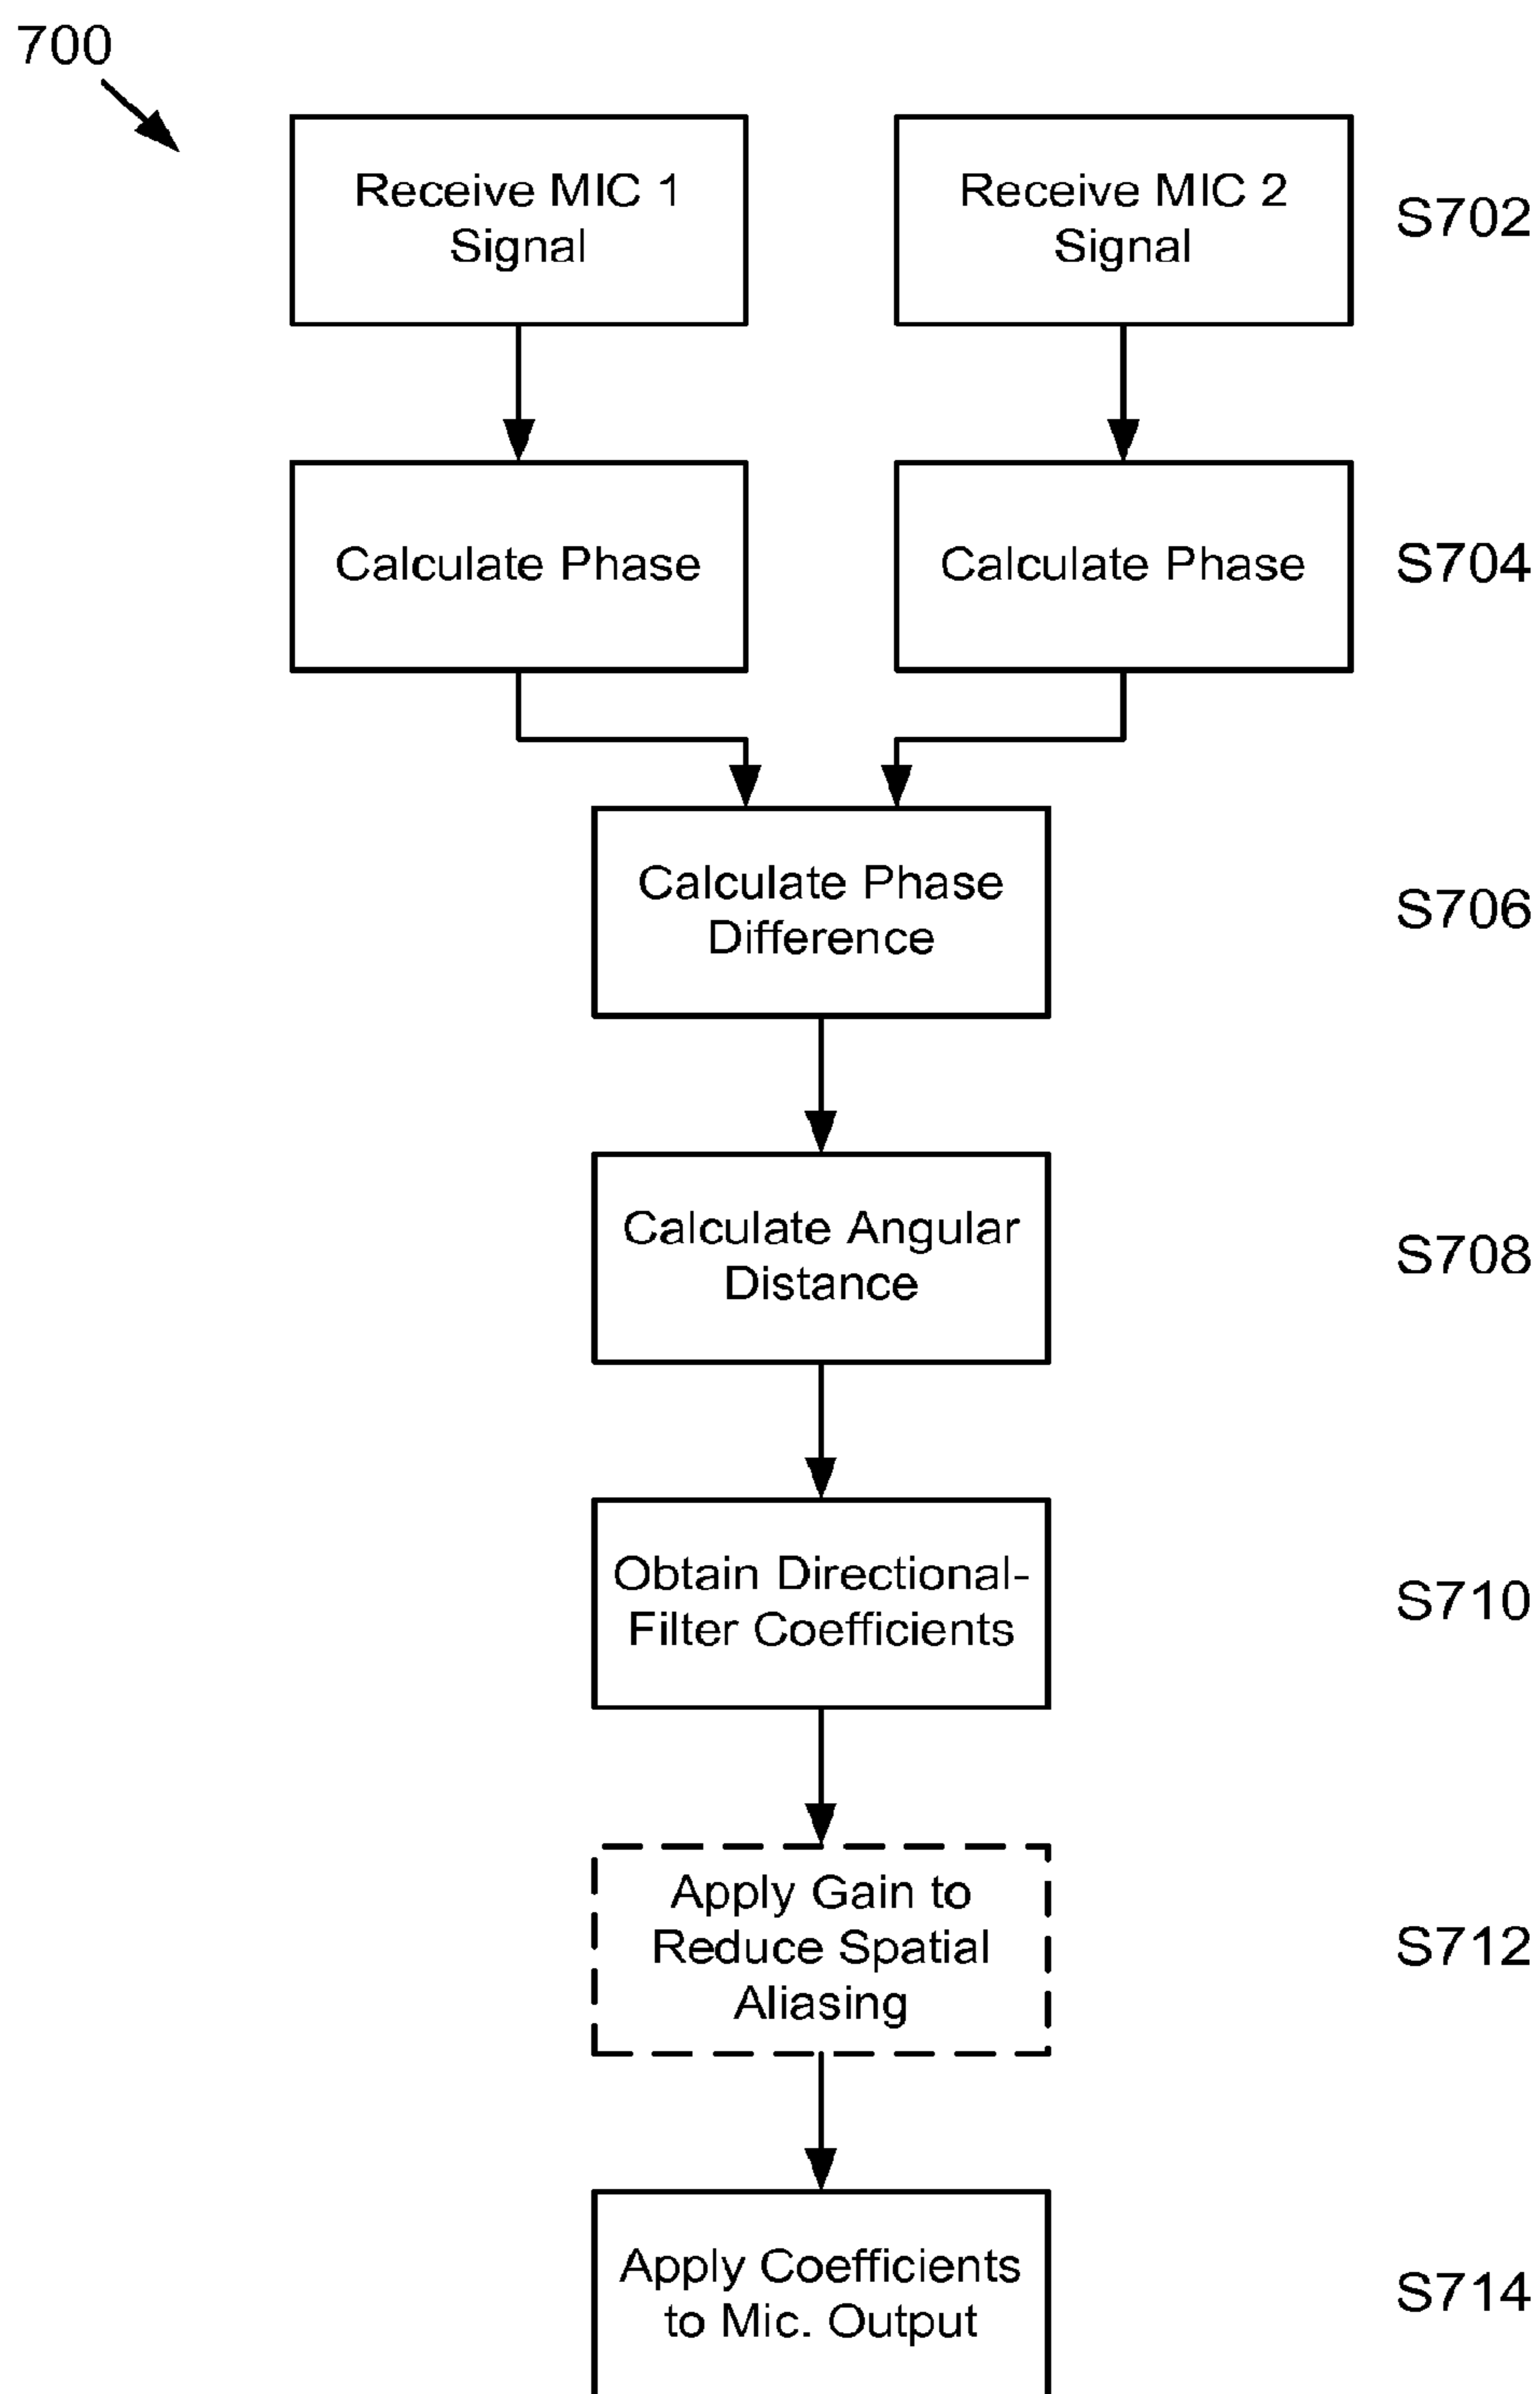 700
Receive MIC 1
Signal
Receive MIC 2
Signal
S702
Calculate Phase
Calculate Phase
S704
Calculate Phase
Difference
S706
Calculate Angular
Distance
S708
Obtain Directional-
Filter Coefficients
S710
Apply Gain to
Reduce Spatial
Aliasing
S712
Apply Coefficients
to Mic. Output
S714